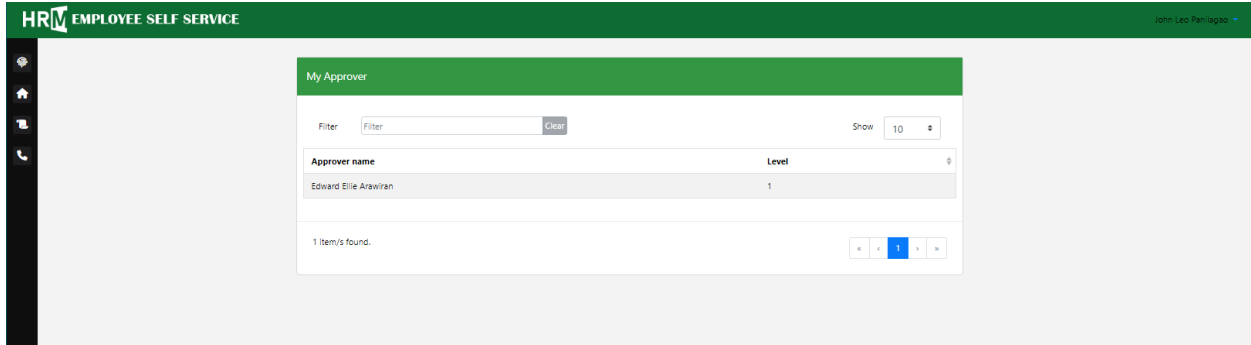 HRM EMPLOYEE SELF SERVICE
John Leo Panilagao
My Approver
Filter Filter Clear Show 10
Approver name Level
Edward Ellie Arawiran 1
1 Item/s found.
« ‹ 1 › »